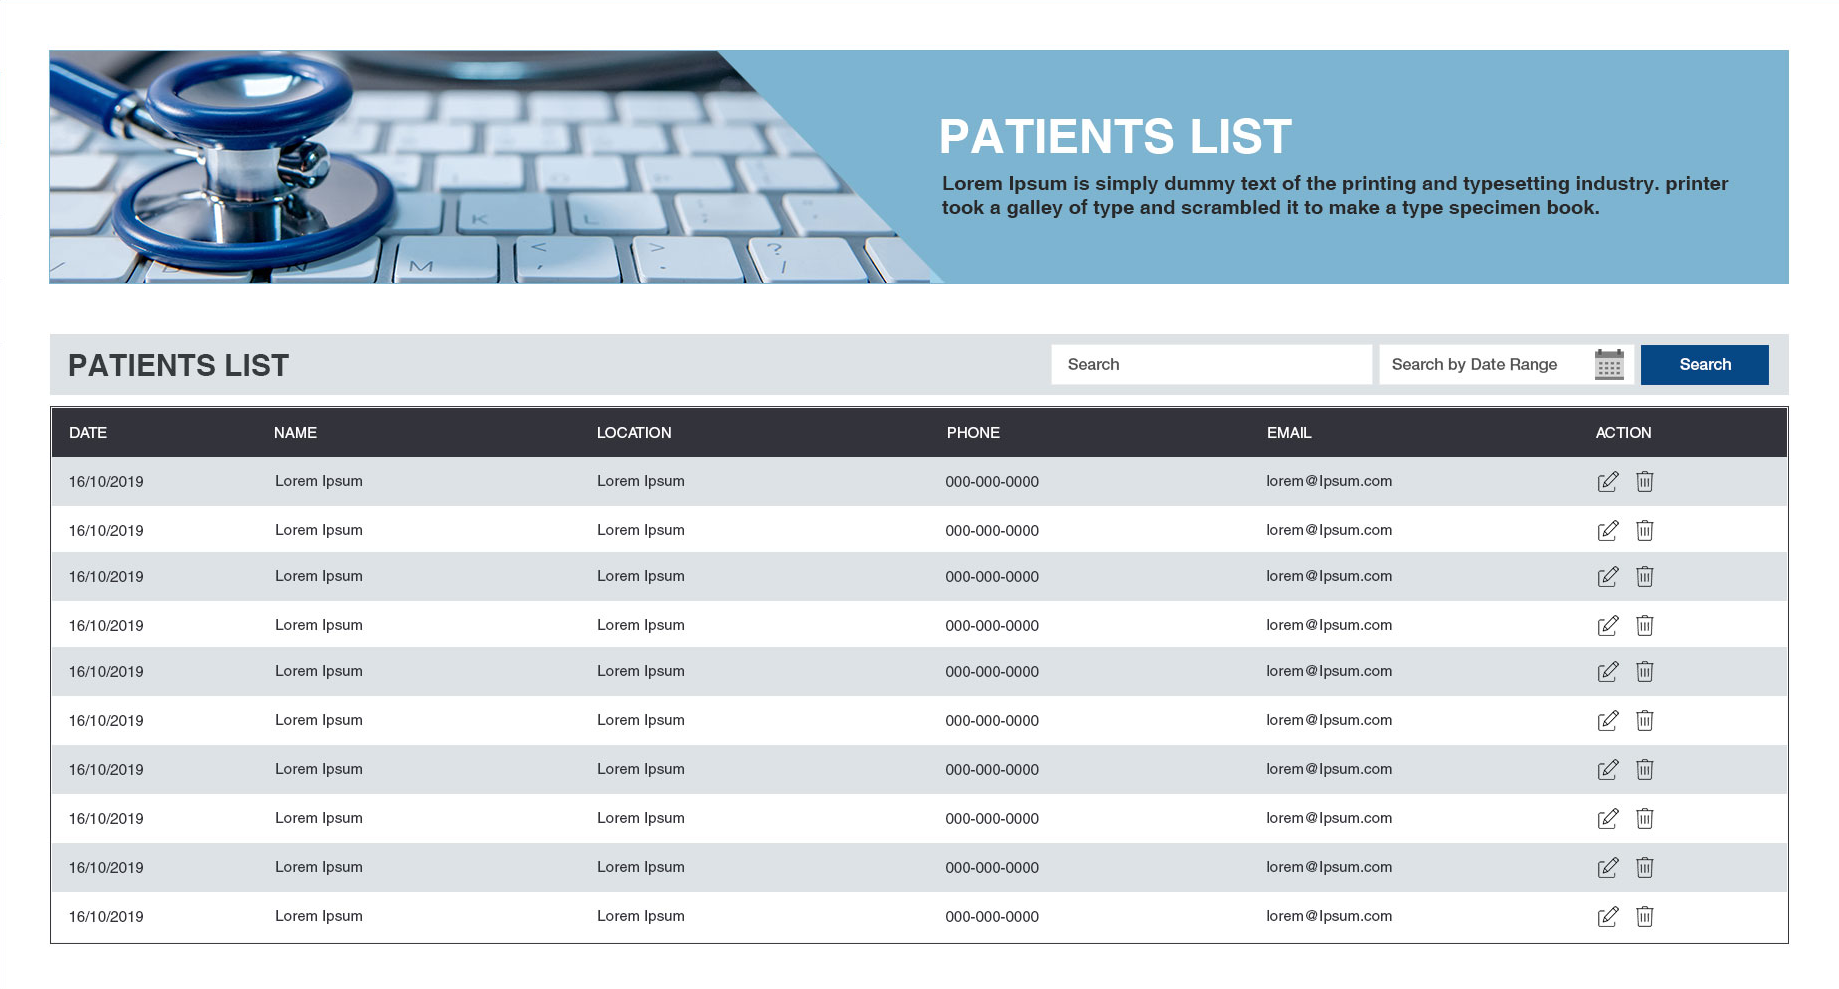 PATIENTS LIST
Lorem Ipsum is simply dummy text of the printing and typesetting industry. printer
took a galley of type and scrambled it to make a type specimen book.
K L
M < , > . ? /
PATIENTS LIST Search Search by Date Range Search
DATE NAME LOCATION PHONE EMAIL ACTION
16/10/2019 Lorem Ipsum Lorem Ipsum 000-000-0000 lorem@Ipsum.com
16/10/2019 Lorem Ipsum Lorem Ipsum 000-000-0000 lorem@Ipsum.com
16/10/2019 Lorem Ipsum Lorem Ipsum 000-000-0000 lorem@Ipsum.com
16/10/2019 Lorem Ipsum Lorem Ipsum 000-000-0000 lorem@Ipsum.com
16/10/2019 Lorem Ipsum Lorem Ipsum 000-000-0000 lorem@Ipsum.com
16/10/2019 Lorem Ipsum Lorem Ipsum 000-000-0000 lorem@Ipsum.com
16/10/2019 Lorem Ipsum Lorem Ipsum 000-000-0000 lorem@Ipsum.com
16/10/2019 Lorem Ipsum Lorem Ipsum 000-000-0000 lorem@Ipsum.com
16/10/2019 Lorem Ipsum Lorem Ipsum 000-000-0000 lorem@Ipsum.com
16/10/2019 Lorem Ipsum Lorem Ipsum 000-000-0000 lorem@Ipsum.com